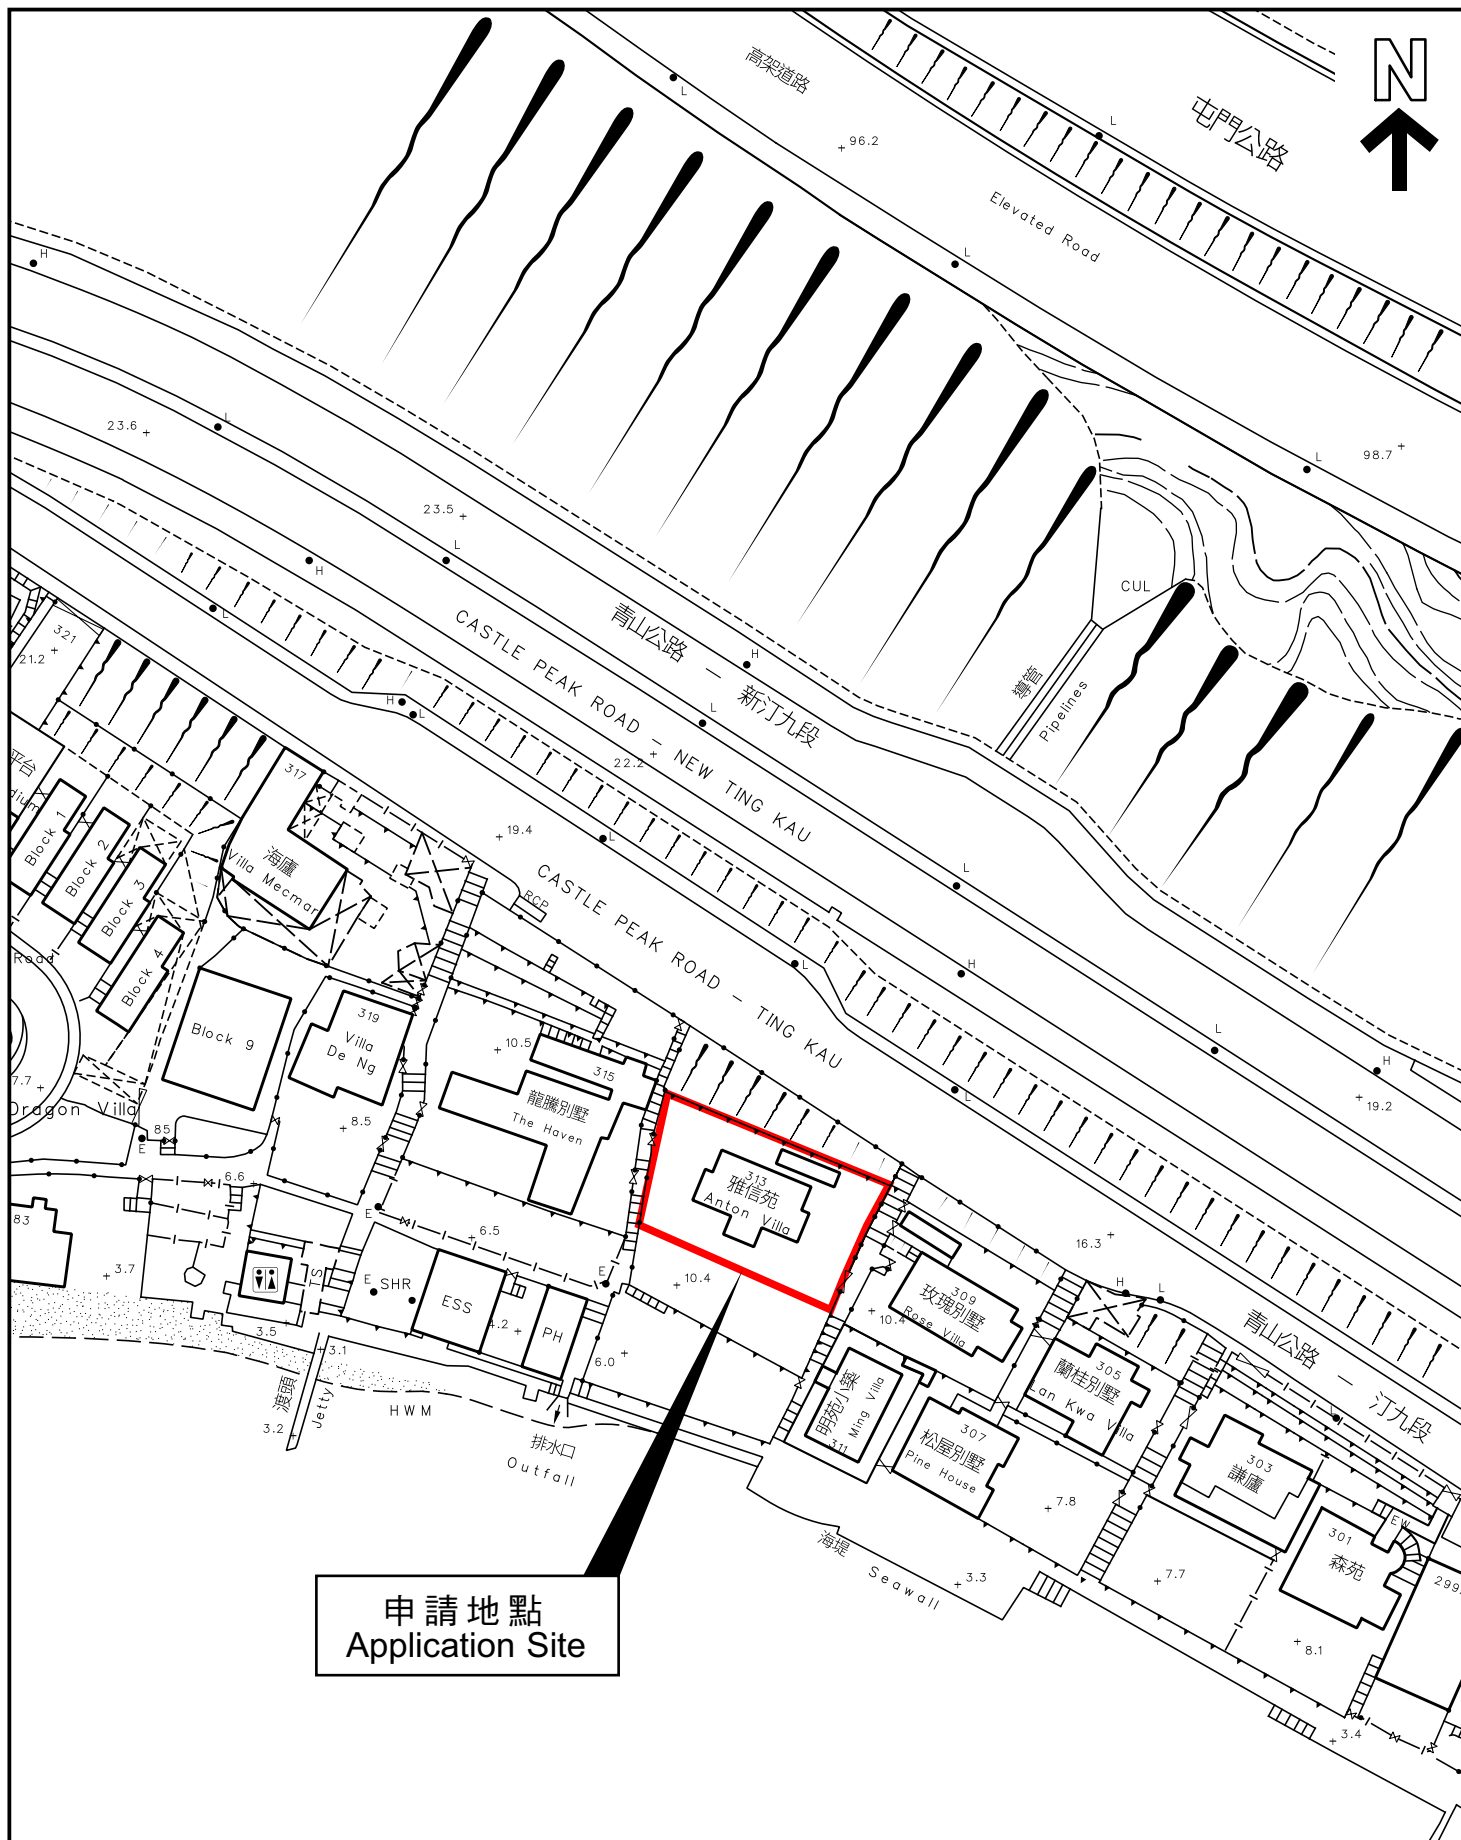 N
高架道路
屯門公路
96.2
Elevated Road
98.7
23.6
23.5
CUL
導管
Pipelines
青山公路 - 新汀九段
CASTLE PEAK ROAD - NEW TING KAU
22.2
19.4
CASTLE PEAK ROAD - TING KAU
RCP
321
21.2
平台
Block 1
Block 2
Block 3
Block 4
317
海廬
Villa Mecmar
Road
Block 9
319
Villa
De Ng
10.5
315
龍騰別墅
The Haven
7.7
Dragon Villa
85
8.5
6.6
313
雅信苑
Anton Villa
19.2
16.3
83
3.7
6.5
10.4
TS
SHR
ESS
4.2
PH
3.5
3.1
6.0
309
玫瑰別墅
Rose Villa
10.4
305
蘭桂別墅
Lan Kwa Villa
青山公路 - 汀九段
明苑小築
Ming Villa
311
307
松屋別墅
Pine House
303
謙廬
渡頭
Jetty
3.2
HWM
排水口
Outfall
7.8
EW
301
森苑
299
海堤
Seawall
3.3
7.7
8.1
3.4
申請地點
Application Site